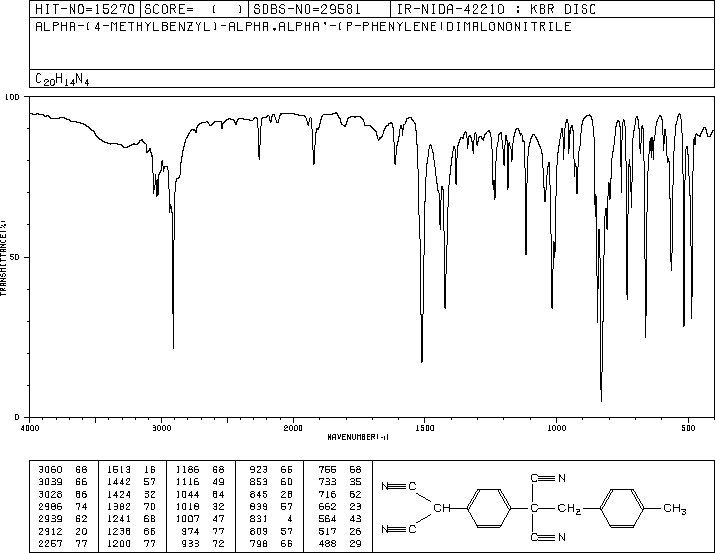 HIT-NO=15270 SCORE= ( ) SDBS-NO=29581 IR-NIDA-42210 : KBR DISC
ALPHA-(4-METHYLBENZYL)-ALPHA,ALPHA'-(P-PHENYLENE)DIMALONONITRILE
C20H14N4
100
50
0
TRANSMITTANCE(%)
4000 3000 2000 1500 1000 500
WAVENUMBER(-1)
3060 68 1513 16 1186 68 923 66 755 58
3039 66 1442 57 1116 49 853 60 733 35
3028 66 1424 32 1044 64 845 28 716 62
2986 74 1382 70 1018 32 839 57 662 23
2939 62 1241 68 1007 47 831 4 564 43
2912 20 1238 66 974 77 809 57 517 26
2257 77 1200 77 933 72 798 66 488 29
N≡C C≡N
CH C CH2 CH3
N≡C C≡N